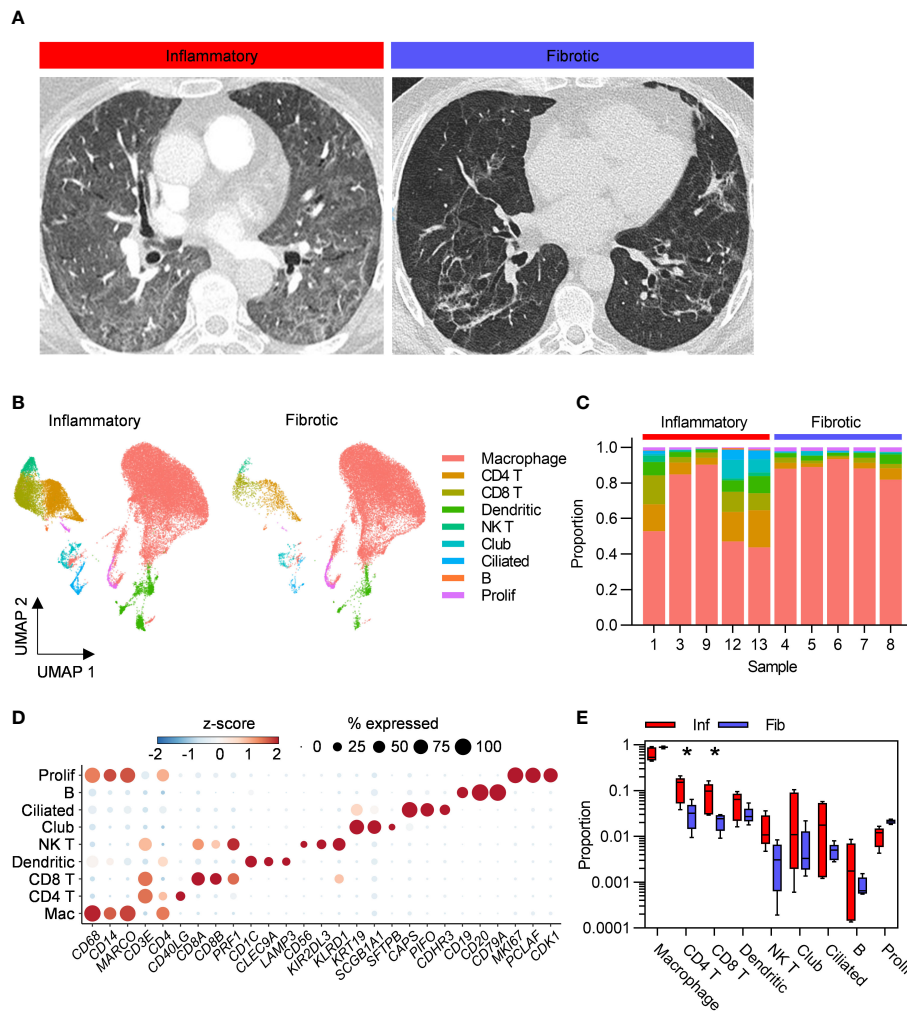 A
Inflammatory
Fibrotic
B
Inflammatory
Fibrotic
UMAP 2
UMAP 1
Macrophage
CD4 T
CD8 T
Dendritic
NK T
Club
Ciliated
B
Prolif
C
Inflammatory
Fibrotic
1.0
0.8
0.6
0.4
0.2
0.0
Proportion
1 3 9 12 13 4 5 6 7 8
Sample
D
z-score
-2 -1 0 1 2
% expressed
0 25 50 75 100
Prolif
B
Ciliated
Club
NK T
Dendritic
CD8 T
CD4 T
Mac
CD68
CD14
MARCO
CD3E
CD4
CD40LG
CD8A
CD8B
PRF1
CD1C
CLEC9A
LAMP3
CD56
KIR2DL3
KLRD1
KRT19
SCGB1A1
SFTPB
CAPS
PIFO
CDHR3
CD19
CD20
CD79A
MKI67
PCLAF
CDK1
E
Inf
Fib
1
0.1
0.01
0.001
0.0001
Proportion
* *
Macrophage
CD4 T
CD8 T
Dendritic
NK T
Club
Ciliated
B
Prolif